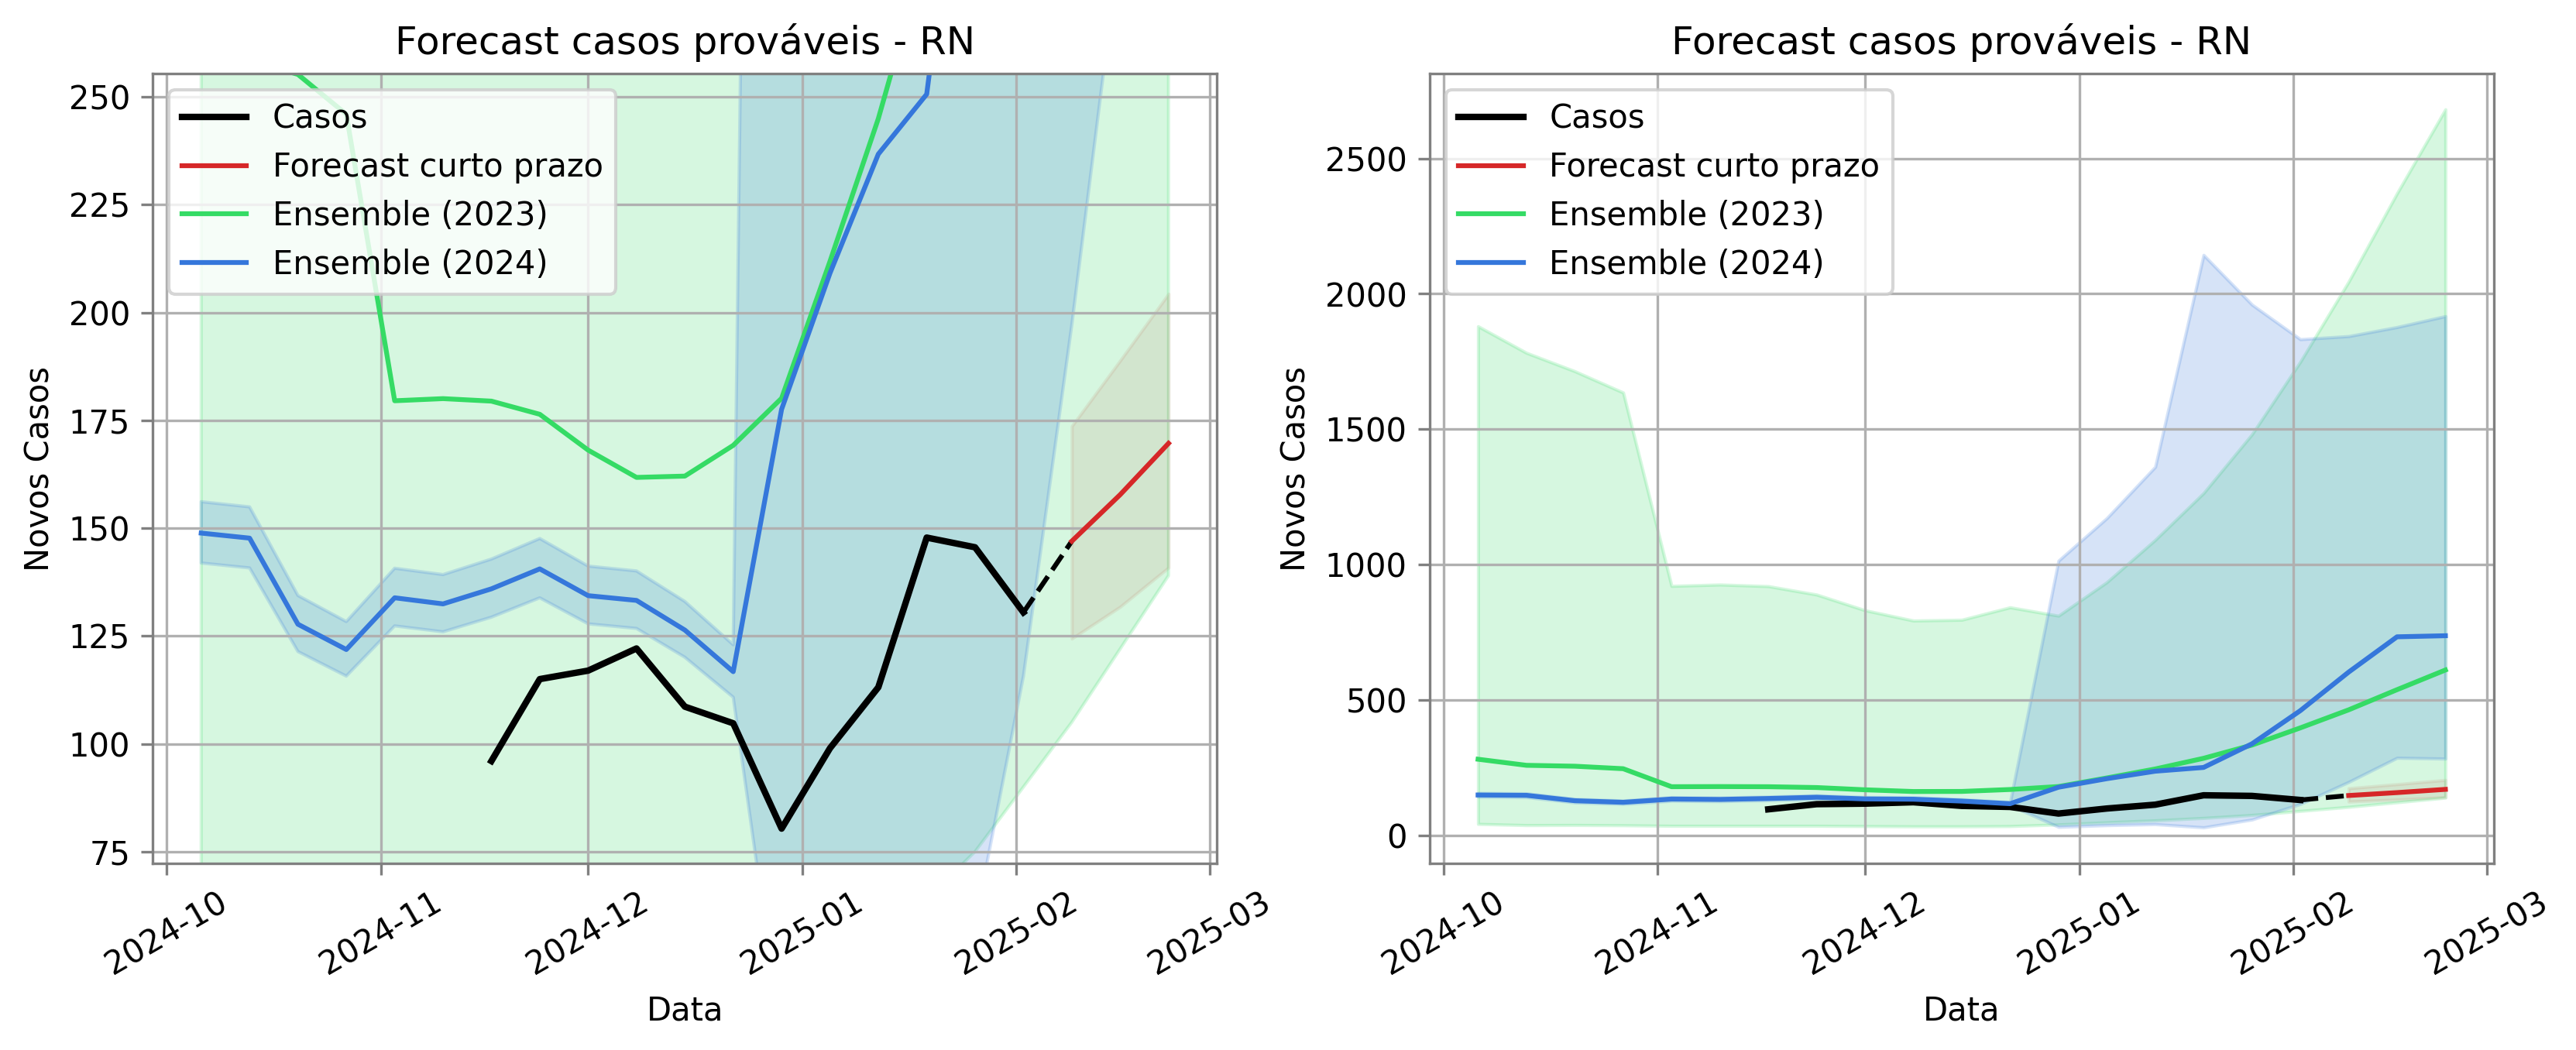 Forecast casos prováveis - RN
250
225
200
175
150
125
100
75
Novos Casos
Casos
Forecast curto prazo
Ensemble (2023)
Ensemble (2024)
2024-10
2024-11
2024-12
2025-01
2025-02
2025-03
Data
Forecast casos prováveis - RN
2500
2000
1500
1000
500
0
Novos Casos
Casos
Forecast curto prazo
Ensemble (2023)
Ensemble (2024)
2024-10
2024-11
2024-12
2025-01
2025-02
2025-03
Data